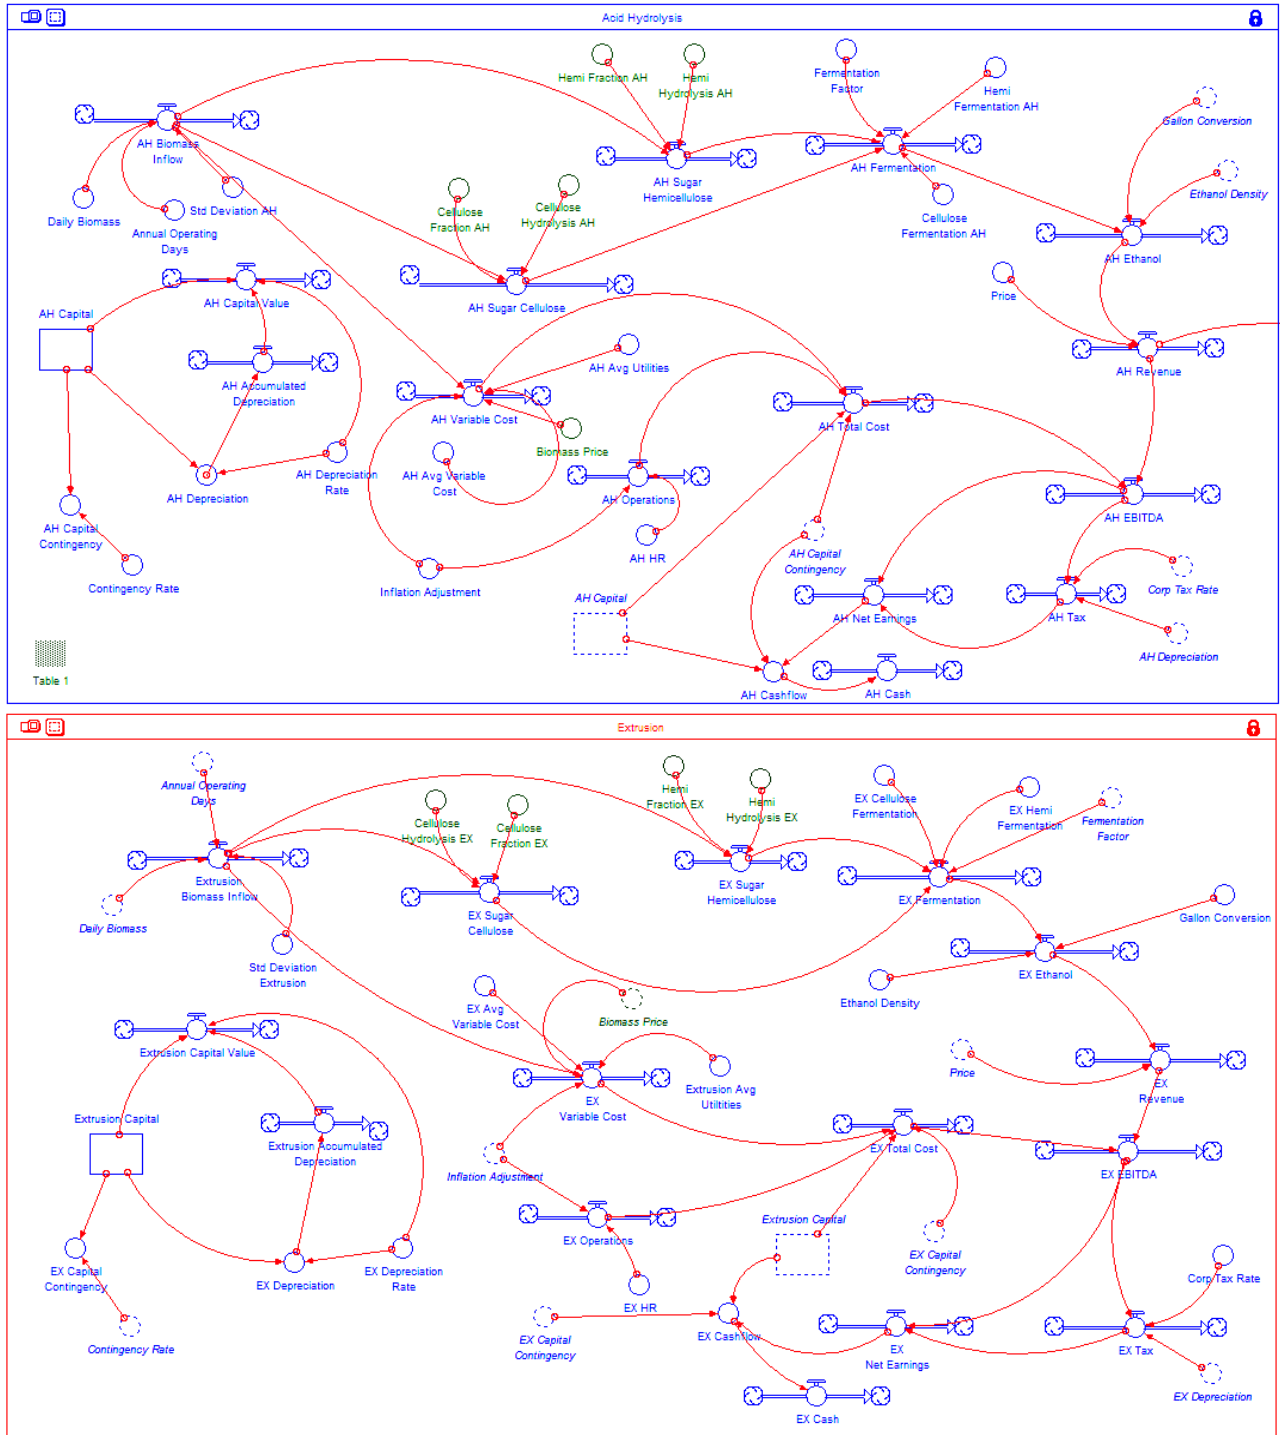 Acid Hydrolysis
Hemi Fraction AH
Hemi
Hydrolysis AH
Fermentation
Factor
Hemi
Fermentation AH
Gallon Conversion
AH Biomass
Inflow
AH Sugar
Hemicellulose
AH Fermentation
Ethanol Density
Daily Biomass
Std Deviation AH
Annual Operating
Days
Cellulose
Fraction AH
Cellulose
Hydrolysis AH
Cellulose
Fermentation AH
AH Ethanol
AH Capital Value
AH Sugar Cellulose
Price
AH Capital
AH Avg Utilities
AH Revenue
AH Accumulated
Depreciation
AH Variable Cost
AH Total Cost
Biomass Price
AH Depreciation
AH Depreciation
Rate
AH Avg Variable
Cost
AH Operations
AH EBITDA
AH Capital
Contingency
AH HR
AH Capital
Contingency
Contingency Rate
Inflation Adjustment
AH Capital
AH Net Earnings
AH Tax
Corp Tax Rate
AH Depreciation
Table 1
AH Cashflow
AH Cash
Extrusion
Annual Operating
Days
Cellulose
Hydrolysis EX
Cellulose
Fraction EX
Hemi
Fraction EX
Hemi
Hydrolysis EX
EX Cellulose
Fermentation
EX Hemi
Fermentation
Fermentation
Factor
Extrusion
Biomass Inflow
EX Sugar
Hemicellulose
EX Fermentation
Daily Biomass
EX Sugar
Cellulose
Gallon Conversion
Std Deviation
Extrusion
EX Ethanol
EX Avg
Variable Cost
Biomass Price
Ethanol Density
Extrusion Capital Value
Price
Extrusion Avg
Utilities
EX
Revenue
EX
Variable Cost
Extrusion Capital
Extrusion Accumulated
Depreciation
EX Total Cost
Inflation Adjustment
EX EBITDA
Extrusion Capital
EX Operations
EX Capital
Contingency
EX Capital
Contingency
EX Depreciation
EX Depreciation
Rate
EX HR
Corp Tax Rate
Contingency Rate
EX Capital
Contingency
EX Cashflow
EX
Net Earnings
EX Tax
EX Depreciation
EX Cash